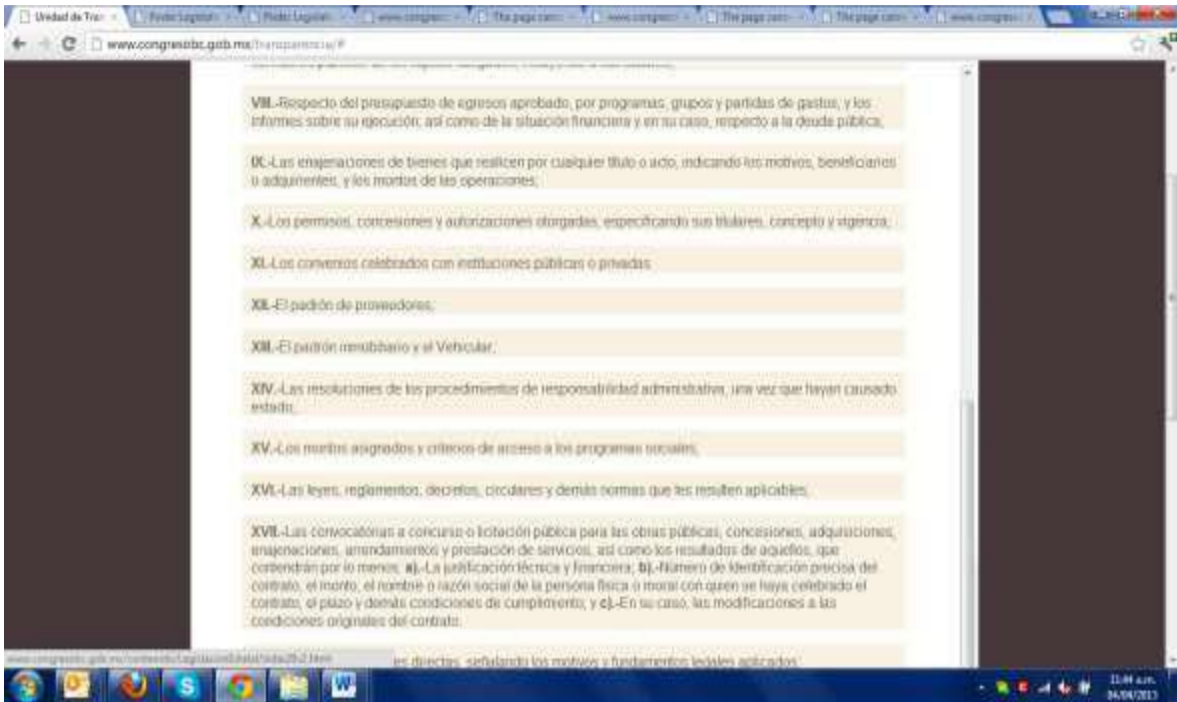 Unidad de Tran
www.congresobc.gob.mx/transparencia/#
VIII.-Respecto del presupuesto de egresos aprobado, por programas, grupos y partidas de gastos, y los
informes sobre su ejecución, así como de la situación financiera y en su caso, respecto a la deuda pública;
IX.-Las enajenaciones de bienes que realicen por cualquier título o acto, indicando los motivos, beneficiarios
o adquirentes, y los montos de las operaciones;
X.-Los permisos, concesiones y autorizaciones otorgadas, especificando sus titulares, concepto y vigencia;
XI.-Los convenios celebrados con instituciones públicas o privadas
XII.-El padrón de proveedores;
XIII.-El padrón inmobiliario y el Vehicular;
XIV.-Las resoluciones de los procedimientos de responsabilidad administrativa, una vez que hayan causado
estado;
XV.-Los montos asignados y criterios de acceso a los programas sociales;
XVI.-Las leyes, reglamentos, decretos, circulares y demás normas que les resulten aplicables;
XVII.-Las convocatorias a concurso o licitación pública para las obras públicas, concesiones, adquisiciones,
enajenaciones, arrendamientos y prestación de servicios, así como los resultados de aquellos, que
contendrán por lo menos: a).-La justificación técnica y financiera; b).-Número de identificación precisa del
contrato, el monto, el nombre o razón social de la persona física o moral con quien se haya celebrado el
contrato, el plazo y demás condiciones de cumplimiento; y c).-En su caso, las modificaciones a las
condiciones originales del contrato.
es directas, señalando los motivos y fundamentos legales aplicados;
11:44 a.m.
04/04/2013